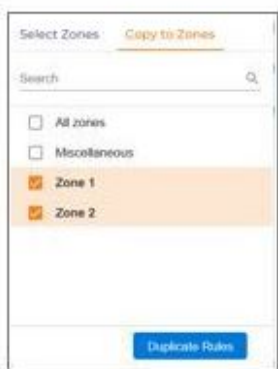 Select Zones Copy to Zones
Search
All zones
Miscellaneous
Zone 1
Zone 2
Duplicate Rules